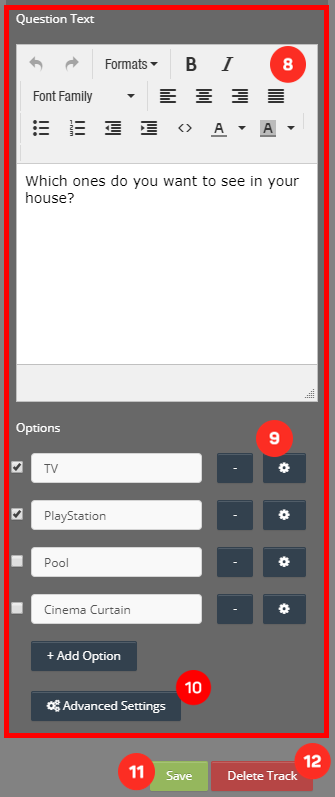 Question Text
Formats B I 8
Font Family
A A
Which ones do you want to see in your
house?
Options
9
TV -
PlayStation -
Pool -
Cinema Curtain -
+ Add Option
10
Advanced Settings
11 Save Delete Track 12